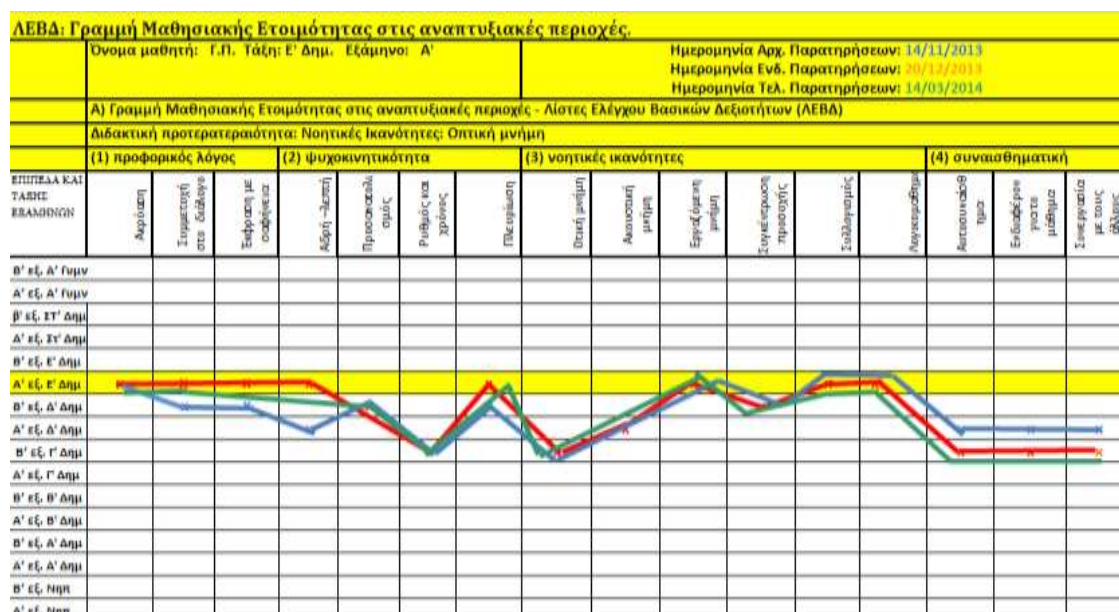 ΛΕΒΔ: Γραμμή Μαθησιακής Ετοιμότητας στις αναπτυξιακές περιοχές.
Όνομα μαθητή: Γ.Π. Τάξη: Ε' Δημ. Εξάμηνο: Α'
Ημερομηνία Αρχ. Παρατηρήσεων: 14/11/2013
Ημερομηνία Ενδ. Παρατηρήσεων: 20/12/2013
Ημερομηνία Τελ. Παρατηρήσεων: 14/03/2014
Α) Γραμμή Μαθησιακής Ετοιμότητας στις αναπτυξιακές περιοχές - Λίστες Ελέγχου Βασικών Δεξιοτήτων (ΛΕΒΔ)
Διδακτική προτερατεραιότητα: Νοητικές Ικανότητες: Οπτική μνήμη
(1) προφορικός λόγος (2) ψυχοκινητικότητα (3) νοητικές ικανότητες (4) συναισθηματική
ΕΠΙΠΕΔΑ ΚΑΙ
ΤΑΞΗΣ
ΕΞΑΜΗΝΩΝ
Ακρόαση
Συμμετοχή
στο διάλογο
Έκφραση με
σαφήνεια
Αδρή –λεπτή
Προσανατολι
σμός
Ρυθμός και
χρόνος
Πλευρίωση
μνήμη
Ακουστική
μνήμη
Εργαζόμενη
μνήμη
Συγκέντρωση
προσοχής
Συλλογισμός
Ενδιαφέρον
για το
μάθημα
Συνεργασία
με τους
άλλους
Β' εξ. Α' Γυμν
Α' εξ. Α' Γυμν
β' εξ. ΣΤ' Δημ
Α' εξ. Στ' Δημ
Β' εξ. Ε' Δημ
Α' εξ. Ε' Δημ
Β' εξ. Δ' Δημ
Α' εξ. Δ' Δημ
Β' εξ. Γ' Δημ
Α' εξ. Γ' Δημ
Β' εξ. Β' Δημ
Α' εξ. Β' Δημ
Β' εξ. Α' Δημ
Α' εξ. Α' Δημ
Β' εξ. Νηπ
Α' εξ. Νηπ